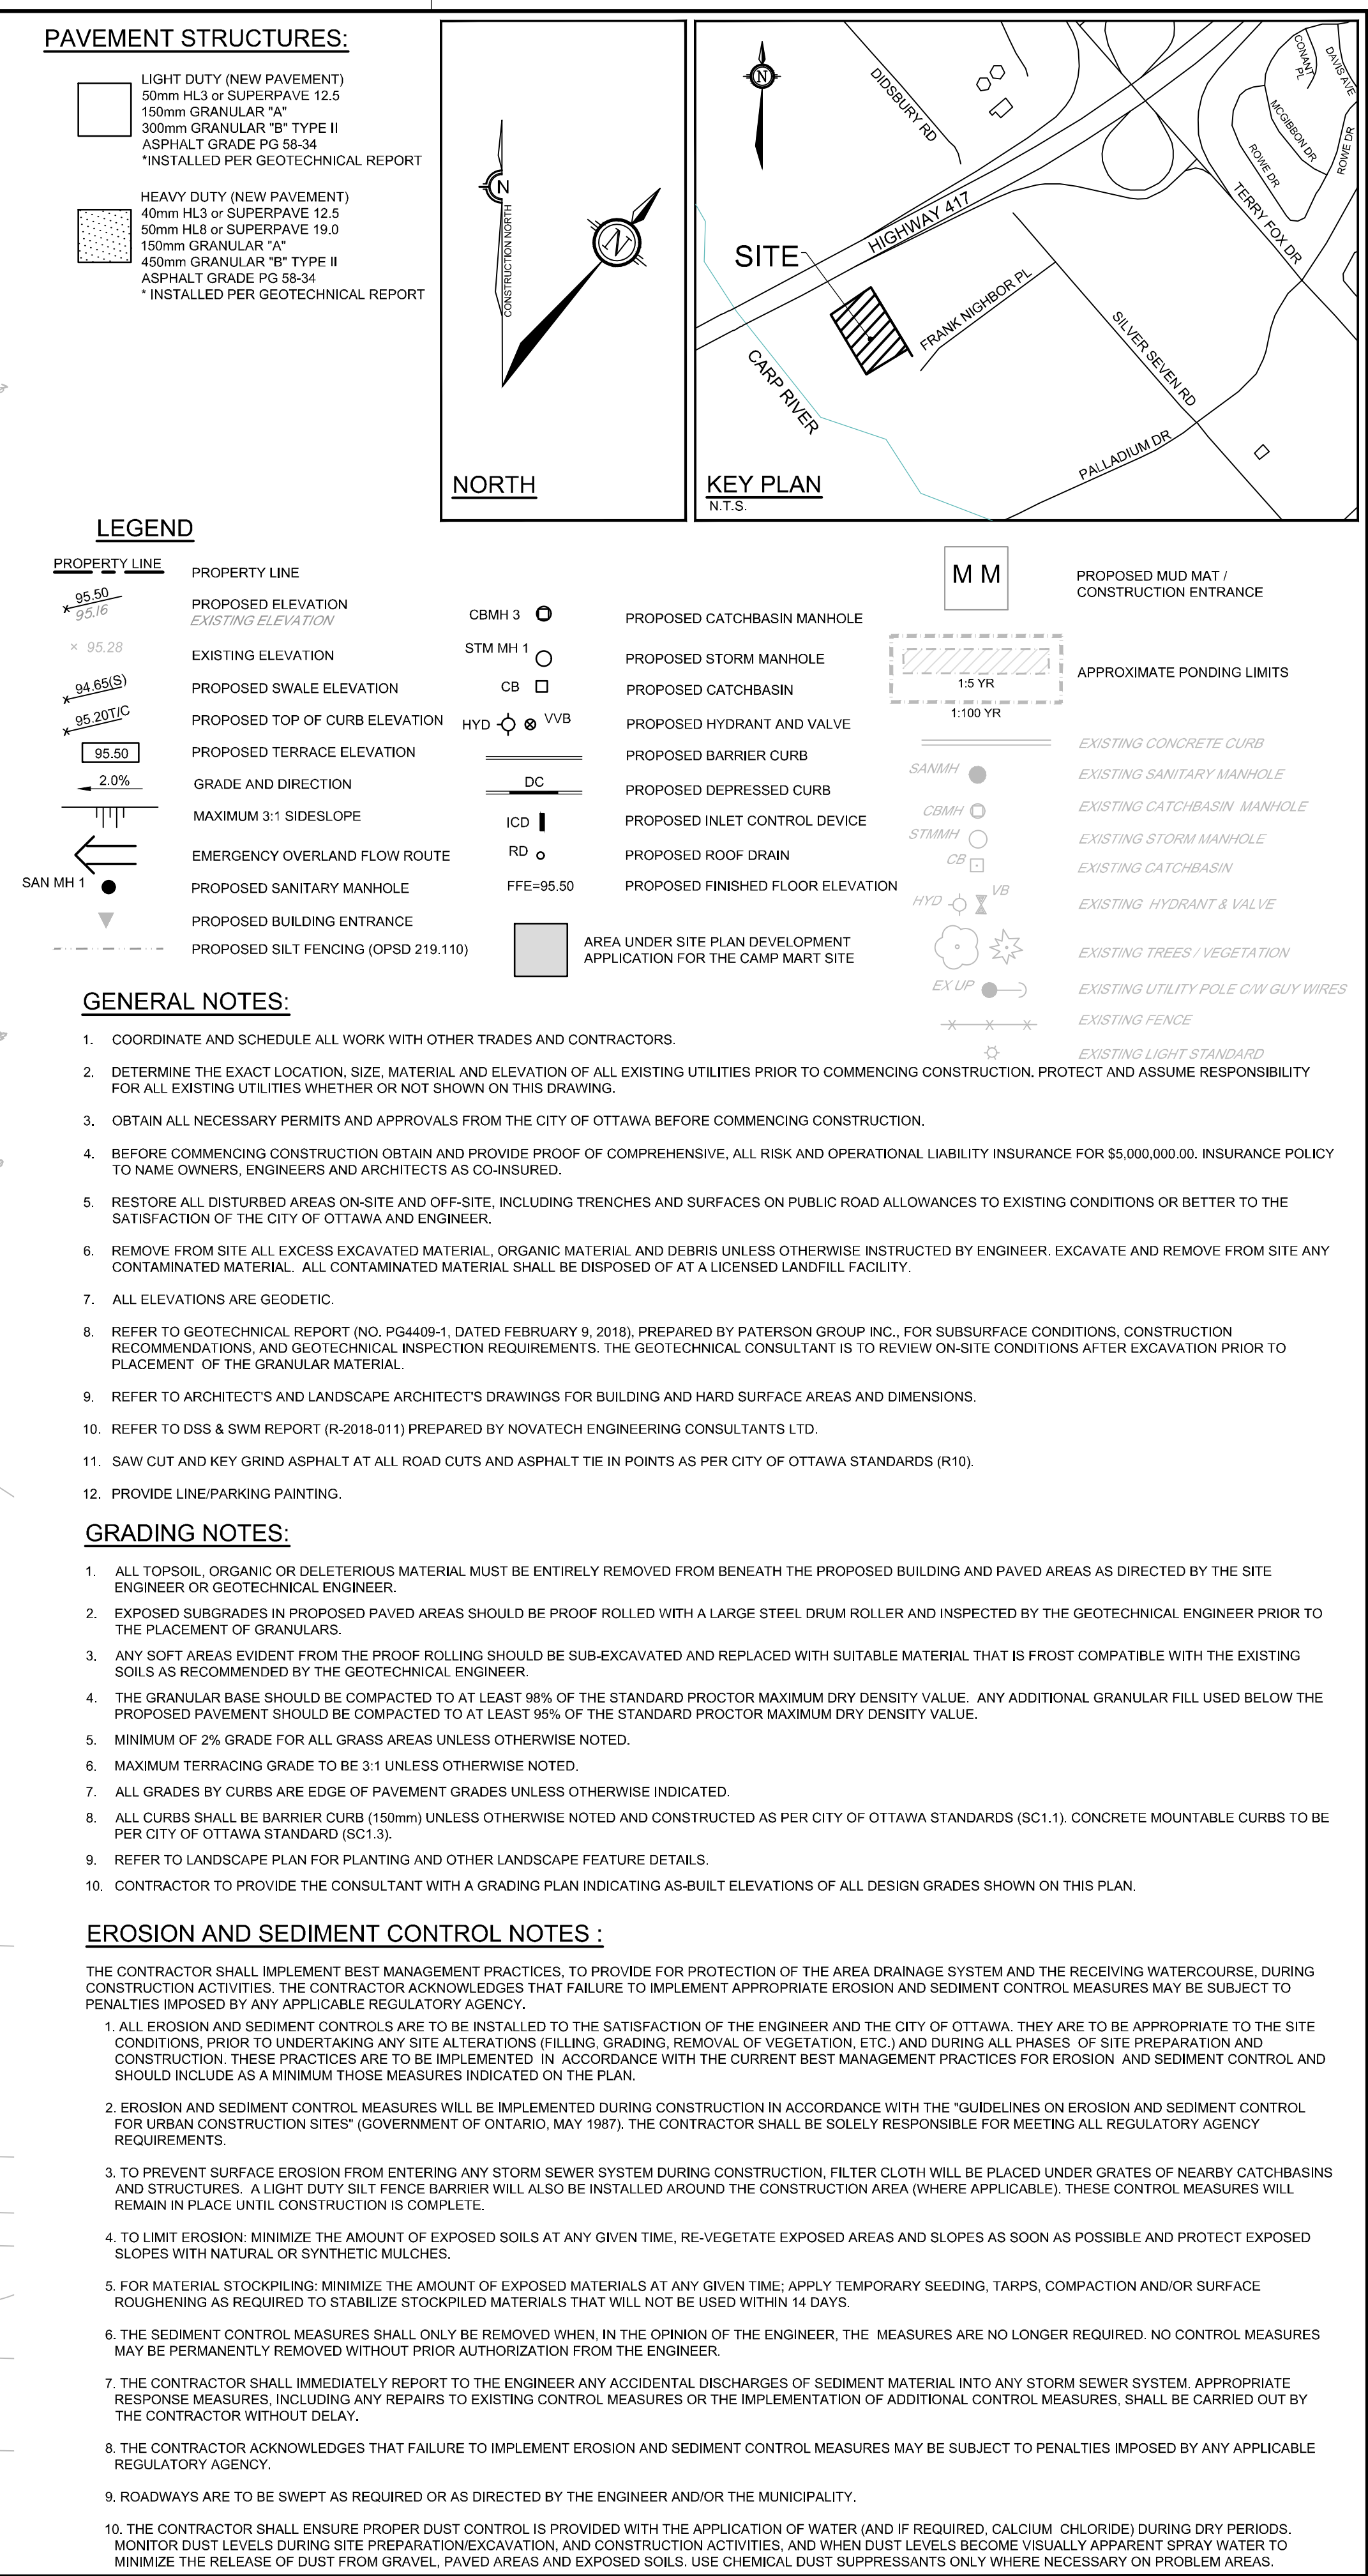 PAVEMENT STRUCTURES:
LIGHT DUTY (NEW PAVEMENT)
50mm HL3 or SUPERPAVE 12.5
150mm GRANULAR "A"
300mm GRANULAR "B" TYPE II
ASPHALT GRADE PG 58-34
*INSTALLED PER GEOTECHNICAL REPORT
HEAVY DUTY (NEW PAVEMENT)
40mm HL3 or SUPERPAVE 12.5
50mm HL8 or SUPERPAVE 19.0
150mm GRANULAR "A"
450mm GRANULAR "B" TYPE II
ASPHALT GRADE PG 58-34
* INSTALLED PER GEOTECHNICAL REPORT
N
CONSTRUCTION NORTH
N
NORTH
N
DIDSBURY RD
CONANT PL
DAVIS AVE
MCGIBBON DR
ROWE DR
ROWE DR
TERRY FOX DR
HIGHWAY 417
SITE
FRANK NIGHBOR PL
SILVER SEVEN RD
CARP RIVER
PALLADIUM DR
KEY PLAN
N.T.S.
LEGEND
PROPERTY LINE
PROPERTY LINE
95.50
95.16
PROPOSED ELEVATION
EXISTING ELEVATION
× 95.28
EXISTING ELEVATION
94.65(S)
PROPOSED SWALE ELEVATION
95.20T/C
PROPOSED TOP OF CURB ELEVATION
95.50
PROPOSED TERRACE ELEVATION
2.0%
GRADE AND DIRECTION
MAXIMUM 3:1 SIDESLOPE
EMERGENCY OVERLAND FLOW ROUTE
SAN MH 1
PROPOSED SANITARY MANHOLE
PROPOSED BUILDING ENTRANCE
PROPOSED SILT FENCING (OPSD 219.110)
CBMH 3
PROPOSED CATCHBASIN MANHOLE
STM MH 1
PROPOSED STORM MANHOLE
CB
PROPOSED CATCHBASIN
HYD
VVB
PROPOSED HYDRANT AND VALVE
PROPOSED BARRIER CURB
DC
PROPOSED DEPRESSED CURB
ICD
PROPOSED INLET CONTROL DEVICE
RD
PROPOSED ROOF DRAIN
FFE=95.50
PROPOSED FINISHED FLOOR ELEVATION
AREA UNDER SITE PLAN DEVELOPMENT
APPLICATION FOR THE CAMP MART SITE
M M
PROPOSED MUD MAT /
CONSTRUCTION ENTRANCE
1:5 YR
1:100 YR
APPROXIMATE PONDING LIMITS
EXISTING CONCRETE CURB
SANMH
EXISTING SANITARY MANHOLE
CBMH
EXISTING CATCHBASIN MANHOLE
STMMH
EXISTING STORM MANHOLE
CB
EXISTING CATCHBASIN
HYD
VB
EXISTING HYDRANT & VALVE
EXISTING TREES / VEGETATION
EX UP
EXISTING UTILITY POLE C/W GUY WIRES
EXISTING FENCE
EXISTING LIGHT STANDARD
GENERAL NOTES:
1. COORDINATE AND SCHEDULE ALL WORK WITH OTHER TRADES AND CONTRACTORS.
2. DETERMINE THE EXACT LOCATION, SIZE, MATERIAL AND ELEVATION OF ALL EXISTING UTILITIES PRIOR TO COMMENCING CONSTRUCTION. PROTECT AND ASSUME RESPONSIBILITY
FOR ALL EXISTING UTILITIES WHETHER OR NOT SHOWN ON THIS DRAWING.
3. OBTAIN ALL NECESSARY PERMITS AND APPROVALS FROM THE CITY OF OTTAWA BEFORE COMMENCING CONSTRUCTION.
4. BEFORE COMMENCING CONSTRUCTION OBTAIN AND PROVIDE PROOF OF COMPREHENSIVE, ALL RISK AND OPERATIONAL LIABILITY INSURANCE FOR $5,000,000.00. INSURANCE POLICY
TO NAME OWNERS, ENGINEERS AND ARCHITECTS AS CO-INSURED.
5. RESTORE ALL DISTURBED AREAS ON-SITE AND OFF-SITE, INCLUDING TRENCHES AND SURFACES ON PUBLIC ROAD ALLOWANCES TO EXISTING CONDITIONS OR BETTER TO THE
SATISFACTION OF THE CITY OF OTTAWA AND ENGINEER.
6. REMOVE FROM SITE ALL EXCESS EXCAVATED MATERIAL, ORGANIC MATERIAL AND DEBRIS UNLESS OTHERWISE INSTRUCTED BY ENGINEER. EXCAVATE AND REMOVE FROM SITE ANY
CONTAMINATED MATERIAL. ALL CONTAMINATED MATERIAL SHALL BE DISPOSED OF AT A LICENSED LANDFILL FACILITY.
7. ALL ELEVATIONS ARE GEODETIC.
8. REFER TO GEOTECHNICAL REPORT (NO. PG4409-1, DATED FEBRUARY 9, 2018), PREPARED BY PATERSON GROUP INC., FOR SUBSURFACE CONDITIONS, CONSTRUCTION
RECOMMENDATIONS, AND GEOTECHNICAL INSPECTION REQUIREMENTS. THE GEOTECHNICAL CONSULTANT IS TO REVIEW ON-SITE CONDITIONS AFTER EXCAVATION PRIOR TO
PLACEMENT OF THE GRANULAR MATERIAL.
9. REFER TO ARCHITECT'S AND LANDSCAPE ARCHITECT'S DRAWINGS FOR BUILDING AND HARD SURFACE AREAS AND DIMENSIONS.
10. REFER TO DSS & SWM REPORT (R-2018-011) PREPARED BY NOVATECH ENGINEERING CONSULTANTS LTD.
11. SAW CUT AND KEY GRIND ASPHALT AT ALL ROAD CUTS AND ASPHALT TIE IN POINTS AS PER CITY OF OTTAWA STANDARDS (R10).
12. PROVIDE LINE/PARKING PAINTING.
GRADING NOTES:
1. ALL TOPSOIL, ORGANIC OR DELETERIOUS MATERIAL MUST BE ENTIRELY REMOVED FROM BENEATH THE PROPOSED BUILDING AND PAVED AREAS AS DIRECTED BY THE SITE
ENGINEER OR GEOTECHNICAL ENGINEER.
2. EXPOSED SUBGRADES IN PROPOSED PAVED AREAS SHOULD BE PROOF ROLLED WITH A LARGE STEEL DRUM ROLLER AND INSPECTED BY THE GEOTECHNICAL ENGINEER PRIOR TO
THE PLACEMENT OF GRANULARS.
3. ANY SOFT AREAS EVIDENT FROM THE PROOF ROLLING SHOULD BE SUB-EXCAVATED AND REPLACED WITH SUITABLE MATERIAL THAT IS FROST COMPATIBLE WITH THE EXISTING
SOILS AS RECOMMENDED BY THE GEOTECHNICAL ENGINEER.
4. THE GRANULAR BASE SHOULD BE COMPACTED TO AT LEAST 98% OF THE STANDARD PROCTOR MAXIMUM DRY DENSITY VALUE. ANY ADDITIONAL GRANULAR FILL USED BELOW THE
PROPOSED PAVEMENT SHOULD BE COMPACTED TO AT LEAST 95% OF THE STANDARD PROCTOR MAXIMUM DRY DENSITY VALUE.
5. MINIMUM OF 2% GRADE FOR ALL GRASS AREAS UNLESS OTHERWISE NOTED.
6. MAXIMUM TERRACING GRADE TO BE 3:1 UNLESS OTHERWISE NOTED.
7. ALL GRADES BY CURBS ARE EDGE OF PAVEMENT GRADES UNLESS OTHERWISE INDICATED.
8. ALL CURBS SHALL BE BARRIER CURB (150mm) UNLESS OTHERWISE NOTED AND CONSTRUCTED AS PER CITY OF OTTAWA STANDARDS (SC1.1). CONCRETE MOUNTABLE CURBS TO BE
PER CITY OF OTTAWA STANDARD (SC1.3).
9. REFER TO LANDSCAPE PLAN FOR PLANTING AND OTHER LANDSCAPE FEATURE DETAILS.
10. CONTRACTOR TO PROVIDE THE CONSULTANT WITH A GRADING PLAN INDICATING AS-BUILT ELEVATIONS OF ALL DESIGN GRADES SHOWN ON THIS PLAN.
EROSION AND SEDIMENT CONTROL NOTES :
THE CONTRACTOR SHALL IMPLEMENT BEST MANAGEMENT PRACTICES, TO PROVIDE FOR PROTECTION OF THE AREA DRAINAGE SYSTEM AND THE RECEIVING WATERCOURSE, DURING
CONSTRUCTION ACTIVITIES. THE CONTRACTOR ACKNOWLEDGES THAT FAILURE TO IMPLEMENT APPROPRIATE EROSION AND SEDIMENT CONTROL MEASURES MAY BE SUBJECT TO
PENALTIES IMPOSED BY ANY APPLICABLE REGULATORY AGENCY.
1. ALL EROSION AND SEDIMENT CONTROLS ARE TO BE INSTALLED TO THE SATISFACTION OF THE ENGINEER AND THE CITY OF OTTAWA. THEY ARE TO BE APPROPRIATE TO THE SITE
CONDITIONS, PRIOR TO UNDERTAKING ANY SITE ALTERATIONS (FILLING, GRADING, REMOVAL OF VEGETATION, ETC.) AND DURING ALL PHASES OF SITE PREPARATION AND
CONSTRUCTION. THESE PRACTICES ARE TO BE IMPLEMENTED IN ACCORDANCE WITH THE CURRENT BEST MANAGEMENT PRACTICES FOR EROSION AND SEDIMENT CONTROL AND
SHOULD INCLUDE AS A MINIMUM THOSE MEASURES INDICATED ON THE PLAN.
2. EROSION AND SEDIMENT CONTROL MEASURES WILL BE IMPLEMENTED DURING CONSTRUCTION IN ACCORDANCE WITH THE "GUIDELINES ON EROSION AND SEDIMENT CONTROL
FOR URBAN CONSTRUCTION SITES" (GOVERNMENT OF ONTARIO, MAY 1987). THE CONTRACTOR SHALL BE SOLELY RESPONSIBLE FOR MEETING ALL REGULATORY AGENCY
REQUIREMENTS.
3. TO PREVENT SURFACE EROSION FROM ENTERING ANY STORM SEWER SYSTEM DURING CONSTRUCTION, FILTER CLOTH WILL BE PLACED UNDER GRATES OF NEARBY CATCHBASINS
AND STRUCTURES. A LIGHT DUTY SILT FENCE BARRIER WILL ALSO BE INSTALLED AROUND THE CONSTRUCTION AREA (WHERE APPLICABLE). THESE CONTROL MEASURES WILL
REMAIN IN PLACE UNTIL CONSTRUCTION IS COMPLETE.
4. TO LIMIT EROSION: MINIMIZE THE AMOUNT OF EXPOSED SOILS AT ANY GIVEN TIME, RE-VEGETATE EXPOSED AREAS AND SLOPES AS SOON AS POSSIBLE AND PROTECT EXPOSED
SLOPES WITH NATURAL OR SYNTHETIC MULCHES.
5. FOR MATERIAL STOCKPILING: MINIMIZE THE AMOUNT OF EXPOSED MATERIALS AT ANY GIVEN TIME; APPLY TEMPORARY SEEDING, TARPS, COMPACTION AND/OR SURFACE
ROUGHENING AS REQUIRED TO STABILIZE STOCKPILED MATERIALS THAT WILL NOT BE USED WITHIN 14 DAYS.
6. THE SEDIMENT CONTROL MEASURES SHALL ONLY BE REMOVED WHEN, IN THE OPINION OF THE ENGINEER, THE MEASURES ARE NO LONGER REQUIRED. NO CONTROL MEASURES
MAY BE PERMANENTLY REMOVED WITHOUT PRIOR AUTHORIZATION FROM THE ENGINEER.
7. THE CONTRACTOR SHALL IMMEDIATELY REPORT TO THE ENGINEER ANY ACCIDENTAL DISCHARGES OF SEDIMENT MATERIAL INTO ANY STORM SEWER SYSTEM. APPROPRIATE
RESPONSE MEASURES, INCLUDING ANY REPAIRS TO EXISTING CONTROL MEASURES OR THE IMPLEMENTATION OF ADDITIONAL CONTROL MEASURES, SHALL BE CARRIED OUT BY
THE CONTRACTOR WITHOUT DELAY.
8. THE CONTRACTOR ACKNOWLEDGES THAT FAILURE TO IMPLEMENT EROSION AND SEDIMENT CONTROL MEASURES MAY BE SUBJECT TO PENALTIES IMPOSED BY ANY APPLICABLE
REGULATORY AGENCY.
9. ROADWAYS ARE TO BE SWEPT AS REQUIRED OR AS DIRECTED BY THE ENGINEER AND/OR THE MUNICIPALITY.
10. THE CONTRACTOR SHALL ENSURE PROPER DUST CONTROL IS PROVIDED WITH THE APPLICATION OF WATER (AND IF REQUIRED, CALCIUM CHLORIDE) DURING DRY PERIODS.
MONITOR DUST LEVELS DURING SITE PREPARATION/EXCAVATION, AND CONSTRUCTION ACTIVITIES, AND WHEN DUST LEVELS BECOME VISUALLY APPARENT SPRAY WATER TO
MINIMIZE THE RELEASE OF DUST FROM GRAVEL, PAVED AREAS AND EXPOSED SOILS. USE CHEMICAL DUST SUPPRESSANTS ONLY WHERE NECESSARY ON PROBLEM AREAS.